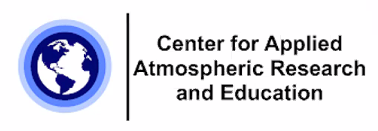 Center for Applied
Atmospheric Research
and Education